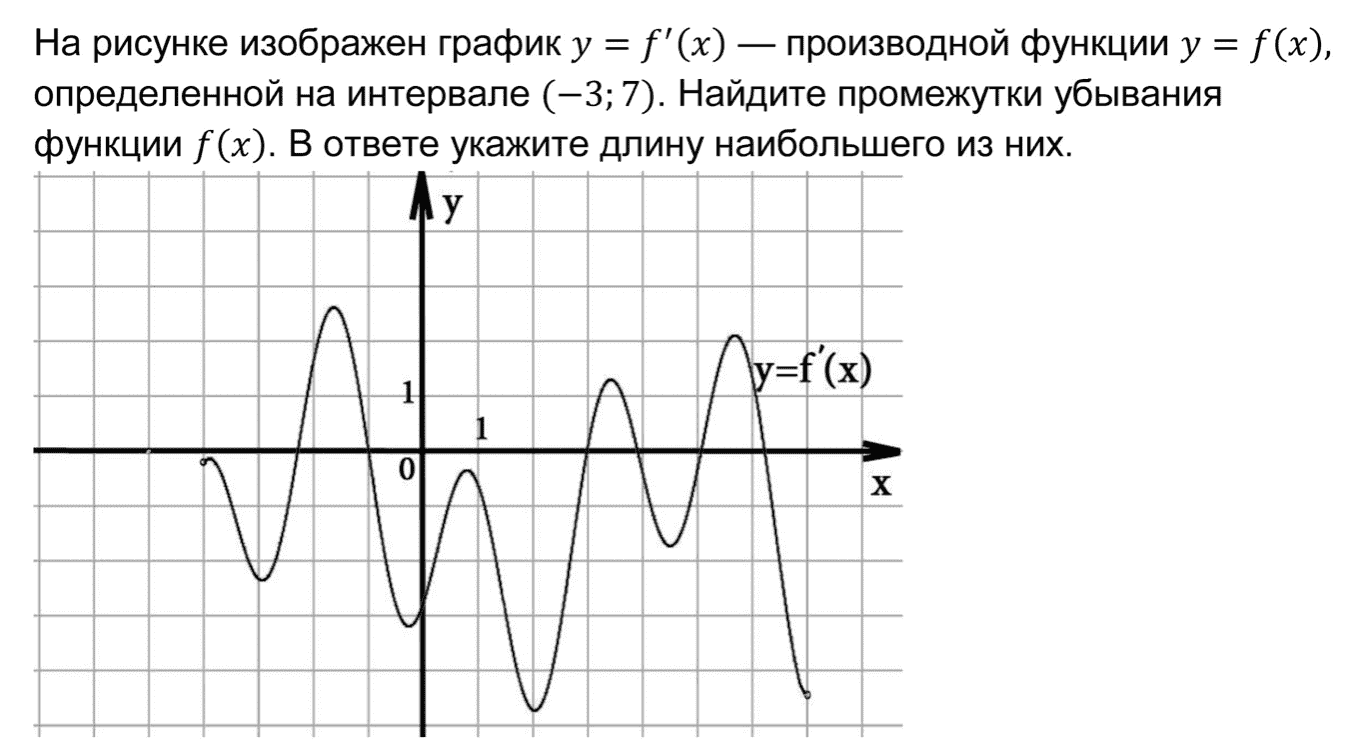 На рисунке изображен график y = f′(x) — производной функции y = f(x),
определенной на интервале (−3; 7). Найдите промежутки убывания
функции f(x). В ответе укажите длину наибольшего из них.
y
y=f′(x)
1
1
0
x